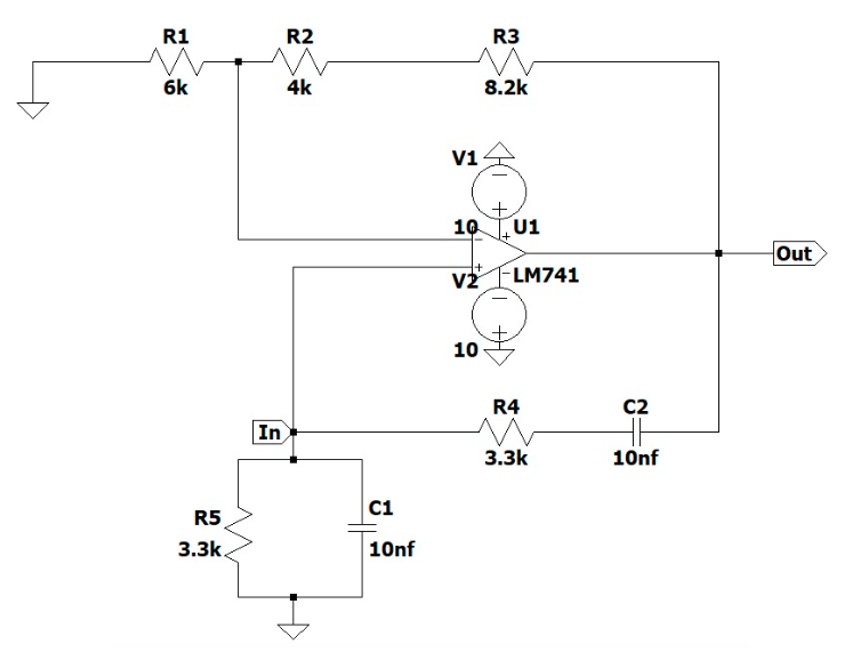 R1
R2
R3
6k
4k
8.2k
V1
10
U1
V2
LM741
10
R4
C2
In
Out
3.3k
10nf
R5
C1
3.3k
10nf